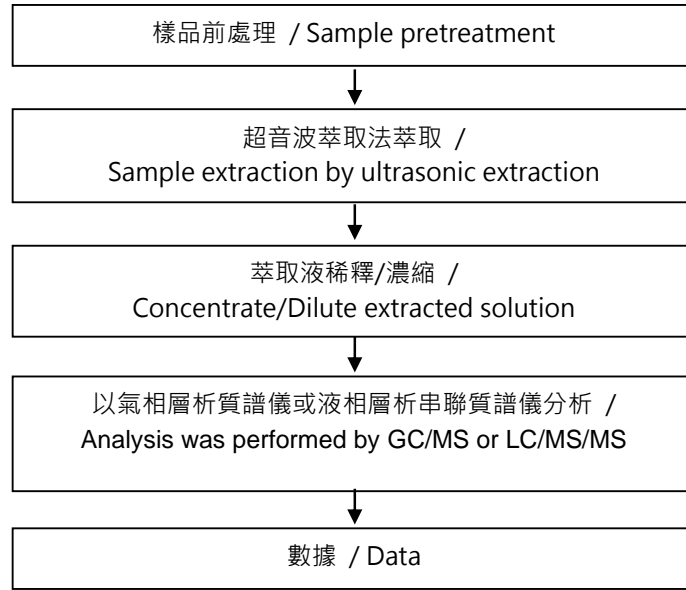 樣品前處理 / Sample pretreatment
超音波萃取法萃取 /
Sample extraction by ultrasonic extraction
萃取液稀釋/濃縮 /
Concentrate/Dilute extracted solution
以氣相層析質譜儀或液相層析串聯質譜儀分析 /
Analysis was performed by GC/MS or LC/MS/MS
數據 / Data